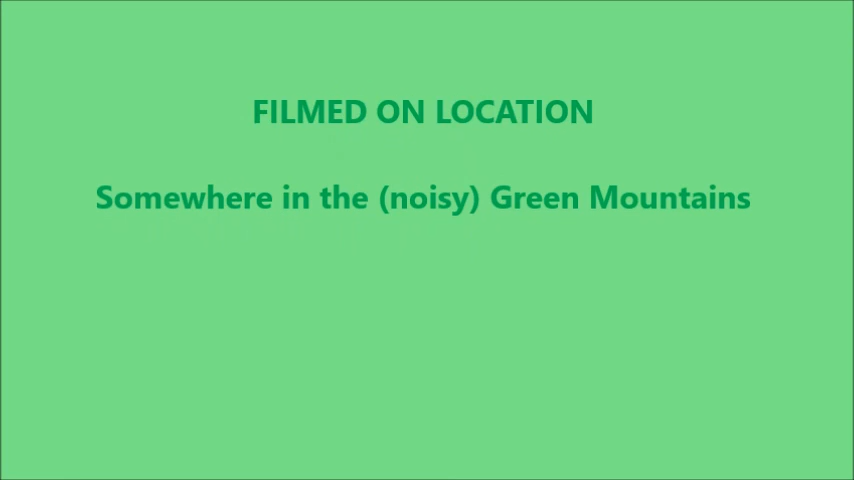 FILMED ON LOCATION
Somewhere in the (noisy) Green Mountains